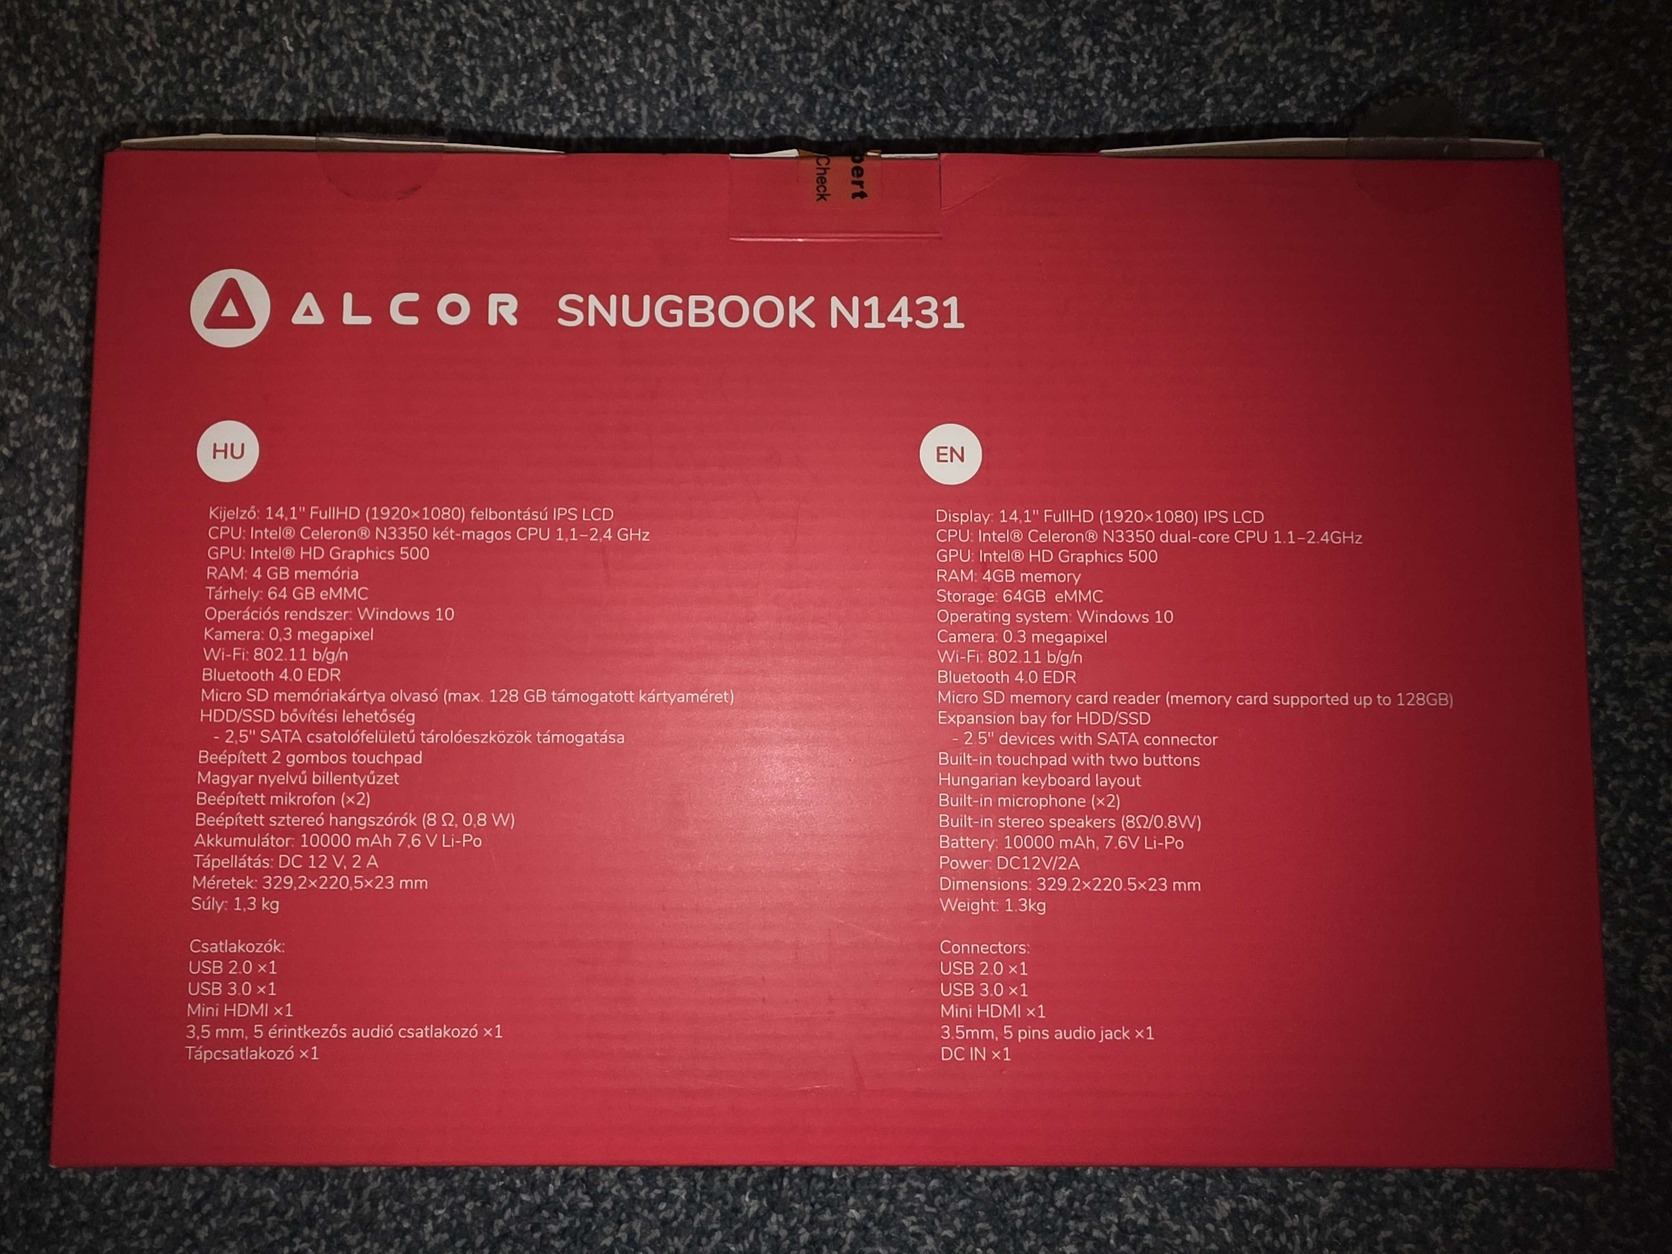 Check
pert
ALCOR SNUGBOOK N1431
HU
Kijelző: 14,1" FullHD (1920×1080) felbontású IPS LCD
CPU: Intel® Celeron® N3350 két-magos CPU 1,1–2,4 GHz
GPU: Intel® HD Graphics 500
RAM: 4 GB memória
Tárhely: 64 GB eMMC
Operációs rendszer: Windows 10
Kamera: 0,3 megapixel
Wi-Fi: 802.11 b/g/n
Bluetooth 4.0 EDR
Micro SD memóriakártya olvasó (max. 128 GB támogatott kártyaméret)
HDD/SSD bővítési lehetőség
- 2,5" SATA csatolófelületű tárolóeszközök támogatása
Beépített 2 gombos touchpad
Magyar nyelvű billentyűzet
Beépített mikrofon (×2)
Beépített sztereó hangszórók (8 Ω, 0,8 W)
Akkumulátor: 10000 mAh 7,6 V Li-Po
Tápellátás: DC 12 V, 2 A
Méretek: 329,2×220,5×23 mm
Súly: 1,3 kg
Csatlakozók:
USB 2.0 ×1
USB 3.0 ×1
Mini HDMI ×1
3,5 mm, 5 érintkezős audió csatlakozó ×1
Tápcsatlakozó ×1
EN
Display: 14,1" FullHD (1920×1080) IPS LCD
CPU: Intel® Celeron® N3350 dual-core CPU 1.1–2.4GHz
GPU: Intel® HD Graphics 500
RAM: 4GB memory
Storage: 64GB eMMC
Operating system: Windows 10
Camera: 0.3 megapixel
Wi-Fi: 802.11 b/g/n
Bluetooth 4.0 EDR
Micro SD memory card reader (memory card supported up to 128GB)
Expansion bay for HDD/SSD
- 2.5" devices with SATA connector
Built-in touchpad with two buttons
Hungarian keyboard layout
Built-in microphone (×2)
Built-in stereo speakers (8Ω/0.8W)
Battery: 10000 mAh, 7.6V Li-Po
Power: DC12V/2A
Dimensions: 329.2×220.5×23 mm
Weight: 1.3kg
Connectors:
USB 2.0 ×1
USB 3.0 ×1
Mini HDMI ×1
3.5mm, 5 pins audio jack ×1
DC IN ×1